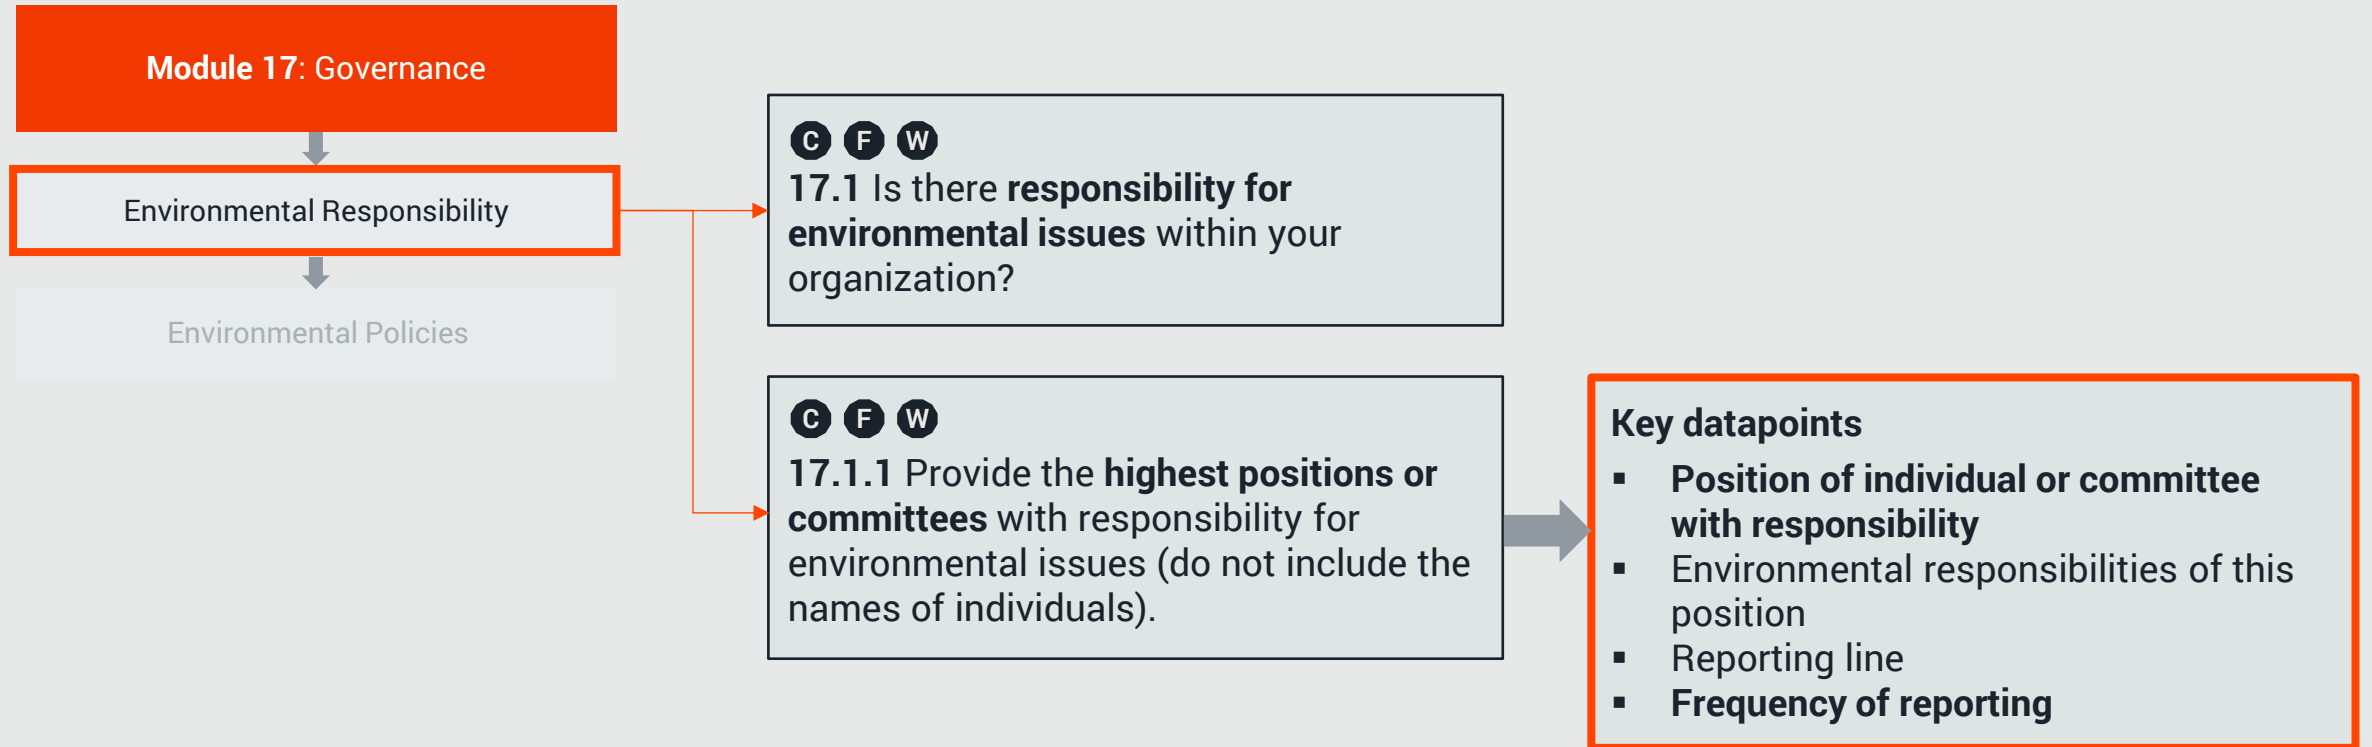 Module 17: Governance
Environmental Responsibility
Environmental Policies
C F W
17.1 Is there responsibility for
environmental issues within your
organization?
C F W
17.1.1 Provide the highest positions or
committees with responsibility for
environmental issues (do not include the
names of individuals).
Key datapoints
▪ Position of individual or committee
with responsibility
▪ Environmental responsibilities of this
position
▪ Reporting line
▪ Frequency of reporting